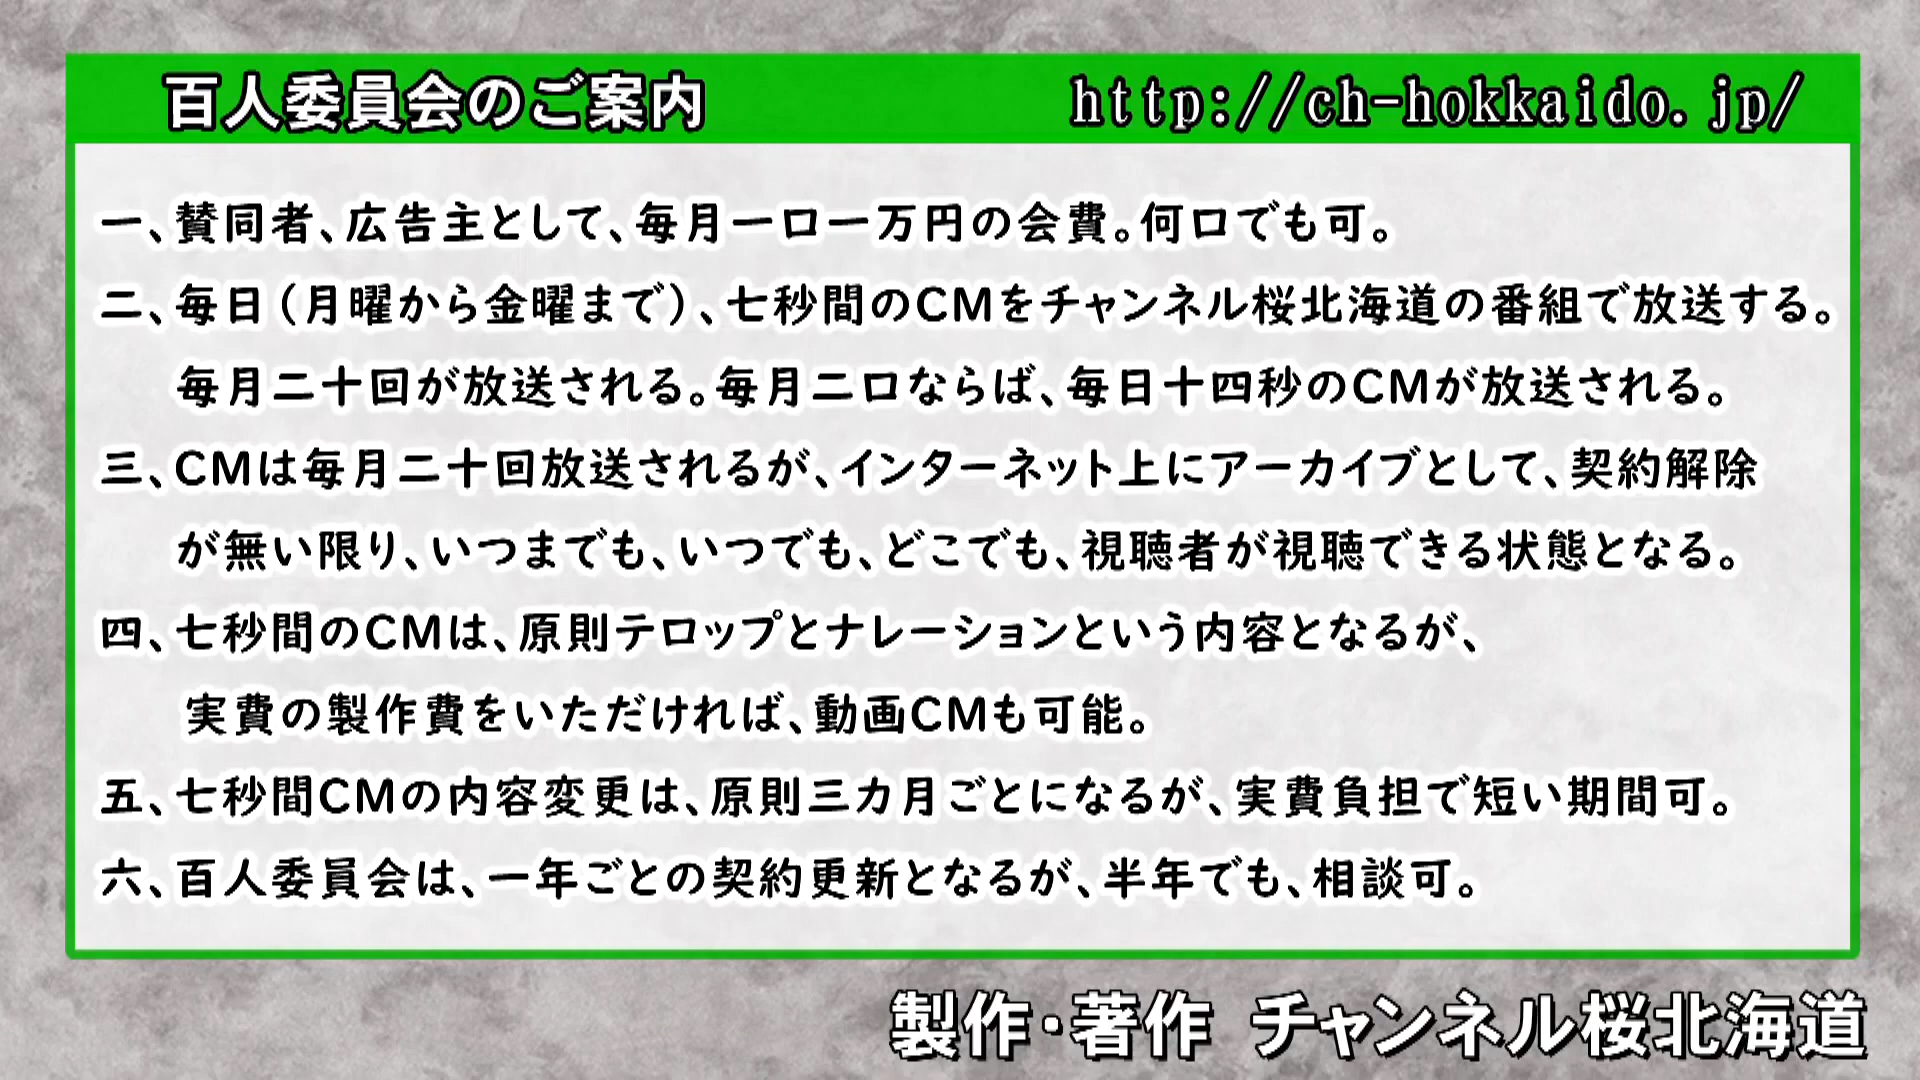 百人委員会のご案内
http://ch-hokkaido.jp/
一、賛同者、広告主として、毎月一口一万円の会費。何口でも可。
二、毎日（月曜から金曜まで）、七秒間のCMをチャンネル桜北海道の番組で放送する。
毎月二十回が放送される。毎月二口ならば、毎日十四秒のCMが放送される。
三、CMは毎月二十回放送されるが、インターネット上にアーカイブとして、契約解除
が無い限り、いつまでも、いつでも、どこでも、視聴者が視聴できる状態となる。
四、七秒間のCMは、原則テロップとナレーションという内容となるが、
実費の製作費をいただければ、動画CMも可能。
五、七秒間CMの内容変更は、原則三カ月ごとになるが、実費負担で短い期間可。
六、百人委員会は、一年ごとの契約更新となるが、半年でも、相談可。
製作・著作 チャンネル桜北海道